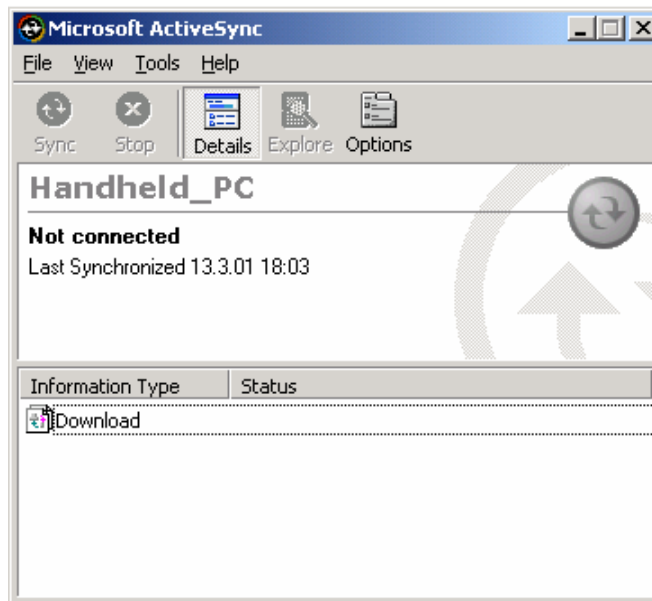 Microsoft ActiveSync
File View Tools Help
Sync Stop Details Explore Options
Handheld_PC
Not connected
Last Synchronized 13.3.01 18:03
Information Type Status
Download